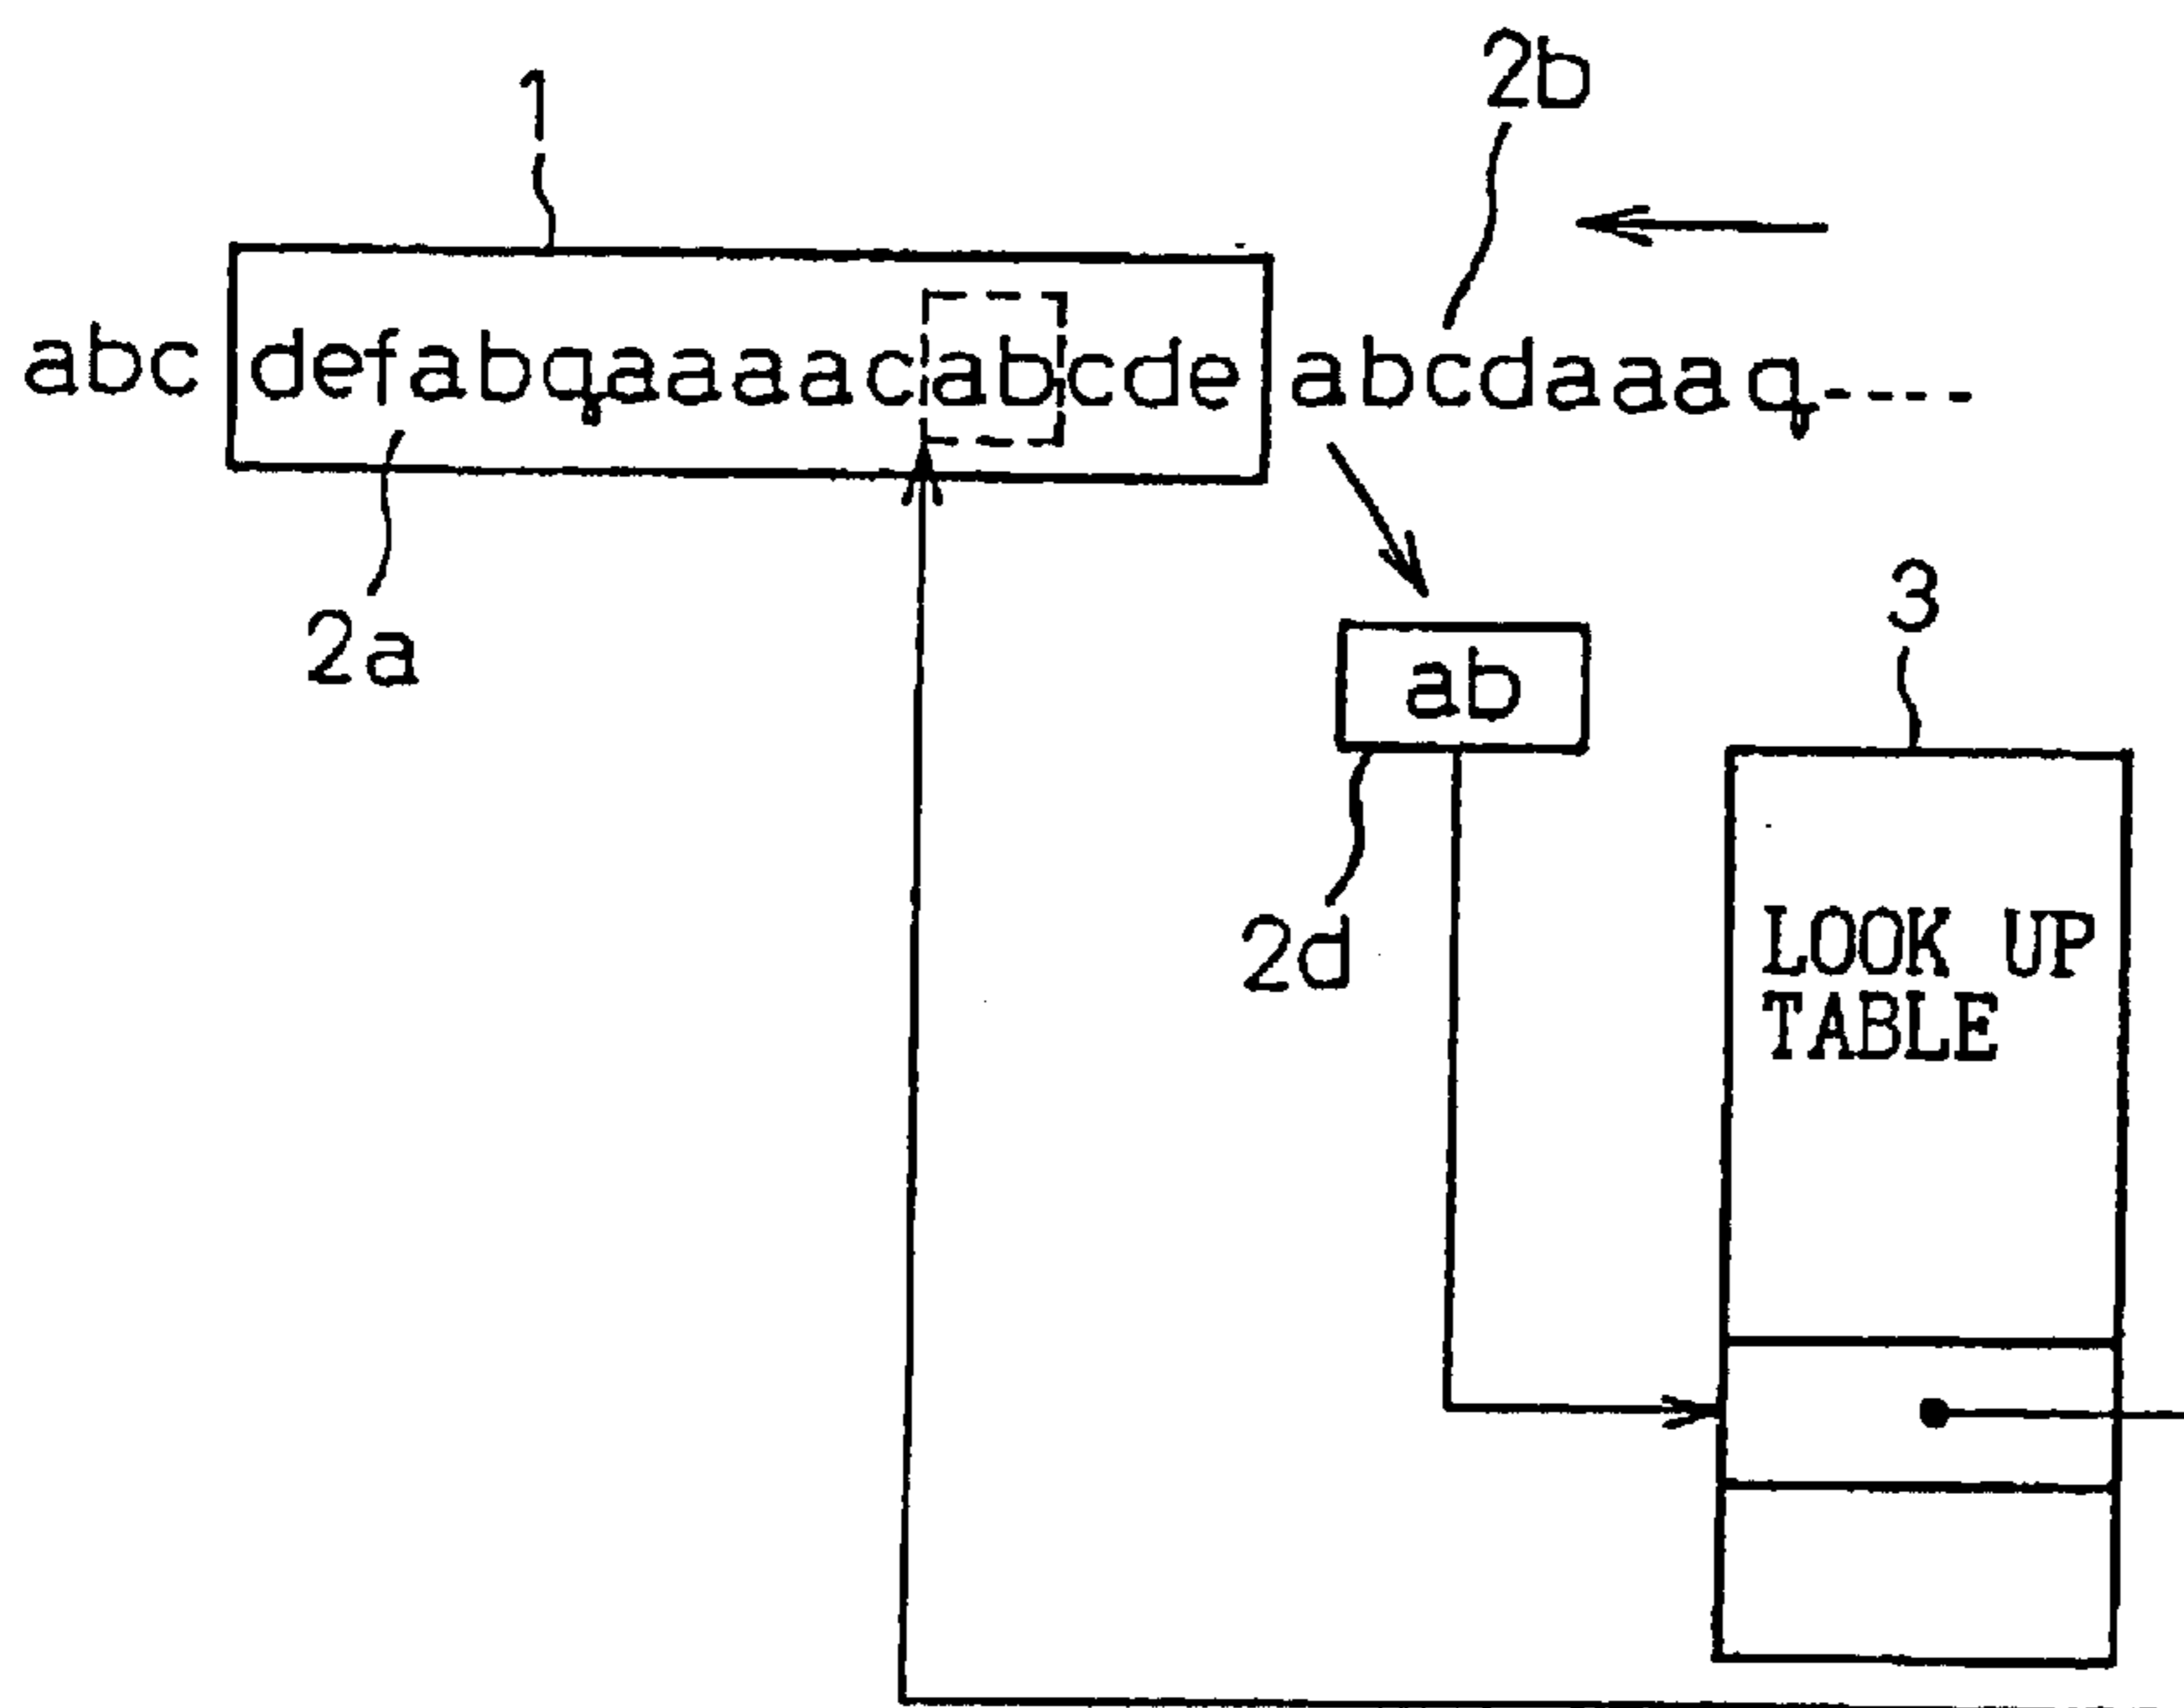 1
2b
abc defabqaaaacabcde abcdaaaq----
2a
3
ab
2d
LOOK UP
TABLE